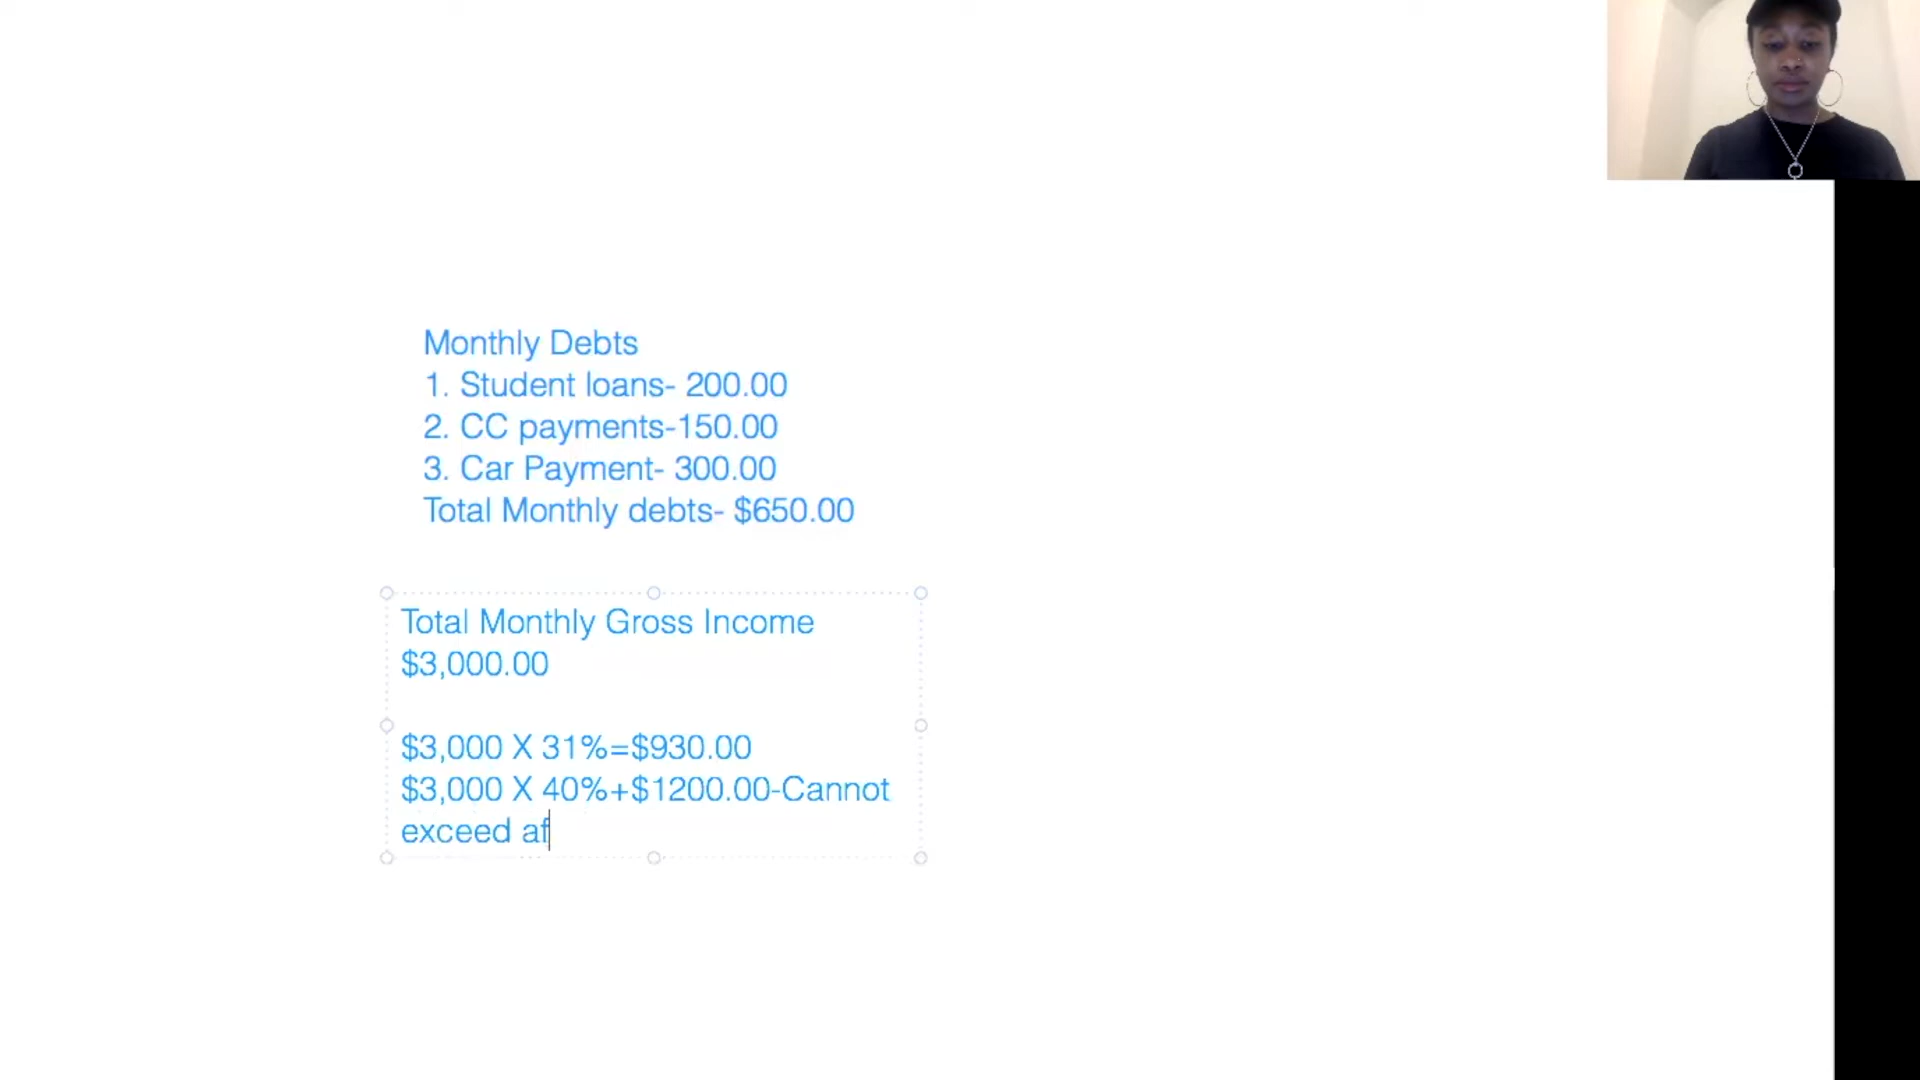 Monthly Debts
1. Student loans- 200.00
2. CC payments-150.00
3. Car Payment- 300.00
Total Monthly debts- $650.00
Total Monthly Gross Income
$3,000.00
$3,000 X 31%=$930.00
$3,000 X 40%+$1200.00-Cannot
exceed af